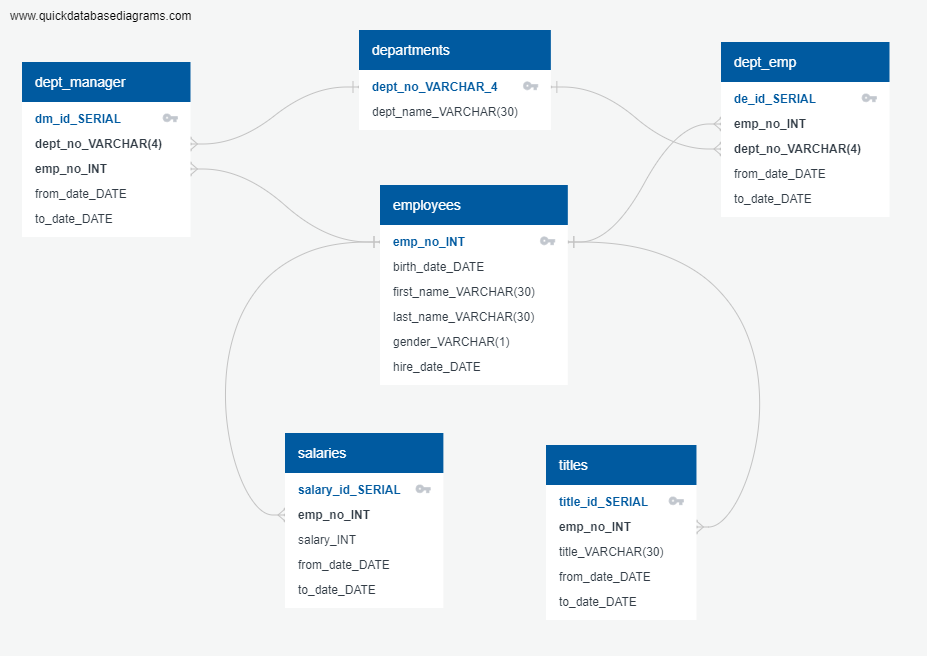 www.quickdatabasediagrams.com
dept_manager
dm_id_SERIAL
dept_no_VARCHAR(4)
emp_no_INT
from_date_DATE
to_date_DATE
departments
dept_no_VARCHAR_4
dept_name_VARCHAR(30)
dept_emp
de_id_SERIAL
emp_no_INT
dept_no_VARCHAR(4)
from_date_DATE
to_date_DATE
employees
emp_no_INT
birth_date_DATE
first_name_VARCHAR(30)
last_name_VARCHAR(30)
gender_VARCHAR(1)
hire_date_DATE
salaries
salary_id_SERIAL
emp_no_INT
salary_INT
from_date_DATE
to_date_DATE
titles
title_id_SERIAL
emp_no_INT
title_VARCHAR(30)
from_date_DATE
to_date_DATE